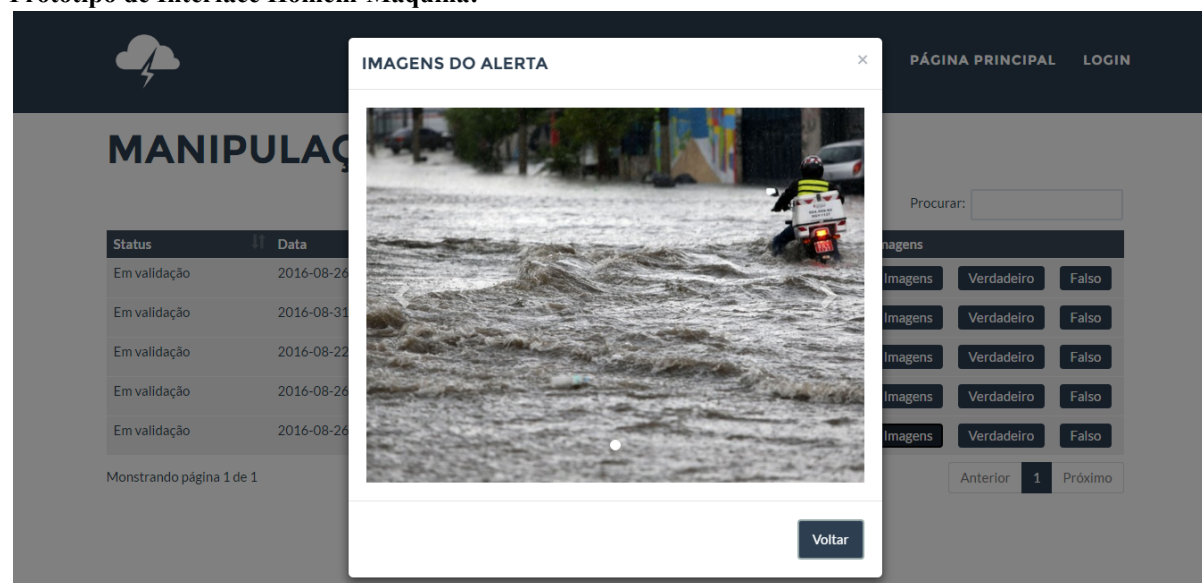 Protótipo de Interface Homem-Máquina:
IMAGENS DO ALERTA
×
PÁGINA PRINCIPAL LOGIN
MANIPULAÇ
Procurar:
Status Data magens
Em validação 2016-08-26 Imagens Verdadeiro Falso
Em validação 2016-08-31 Imagens Verdadeiro Falso
Em validação 2016-08-22 Imagens Verdadeiro Falso
Em validação 2016-08-26 Imagens Verdadeiro Falso
Em validação 2016-08-26 Imagens Verdadeiro Falso
Monstrando página 1 de 1
Anterior 1 Próximo
Voltar